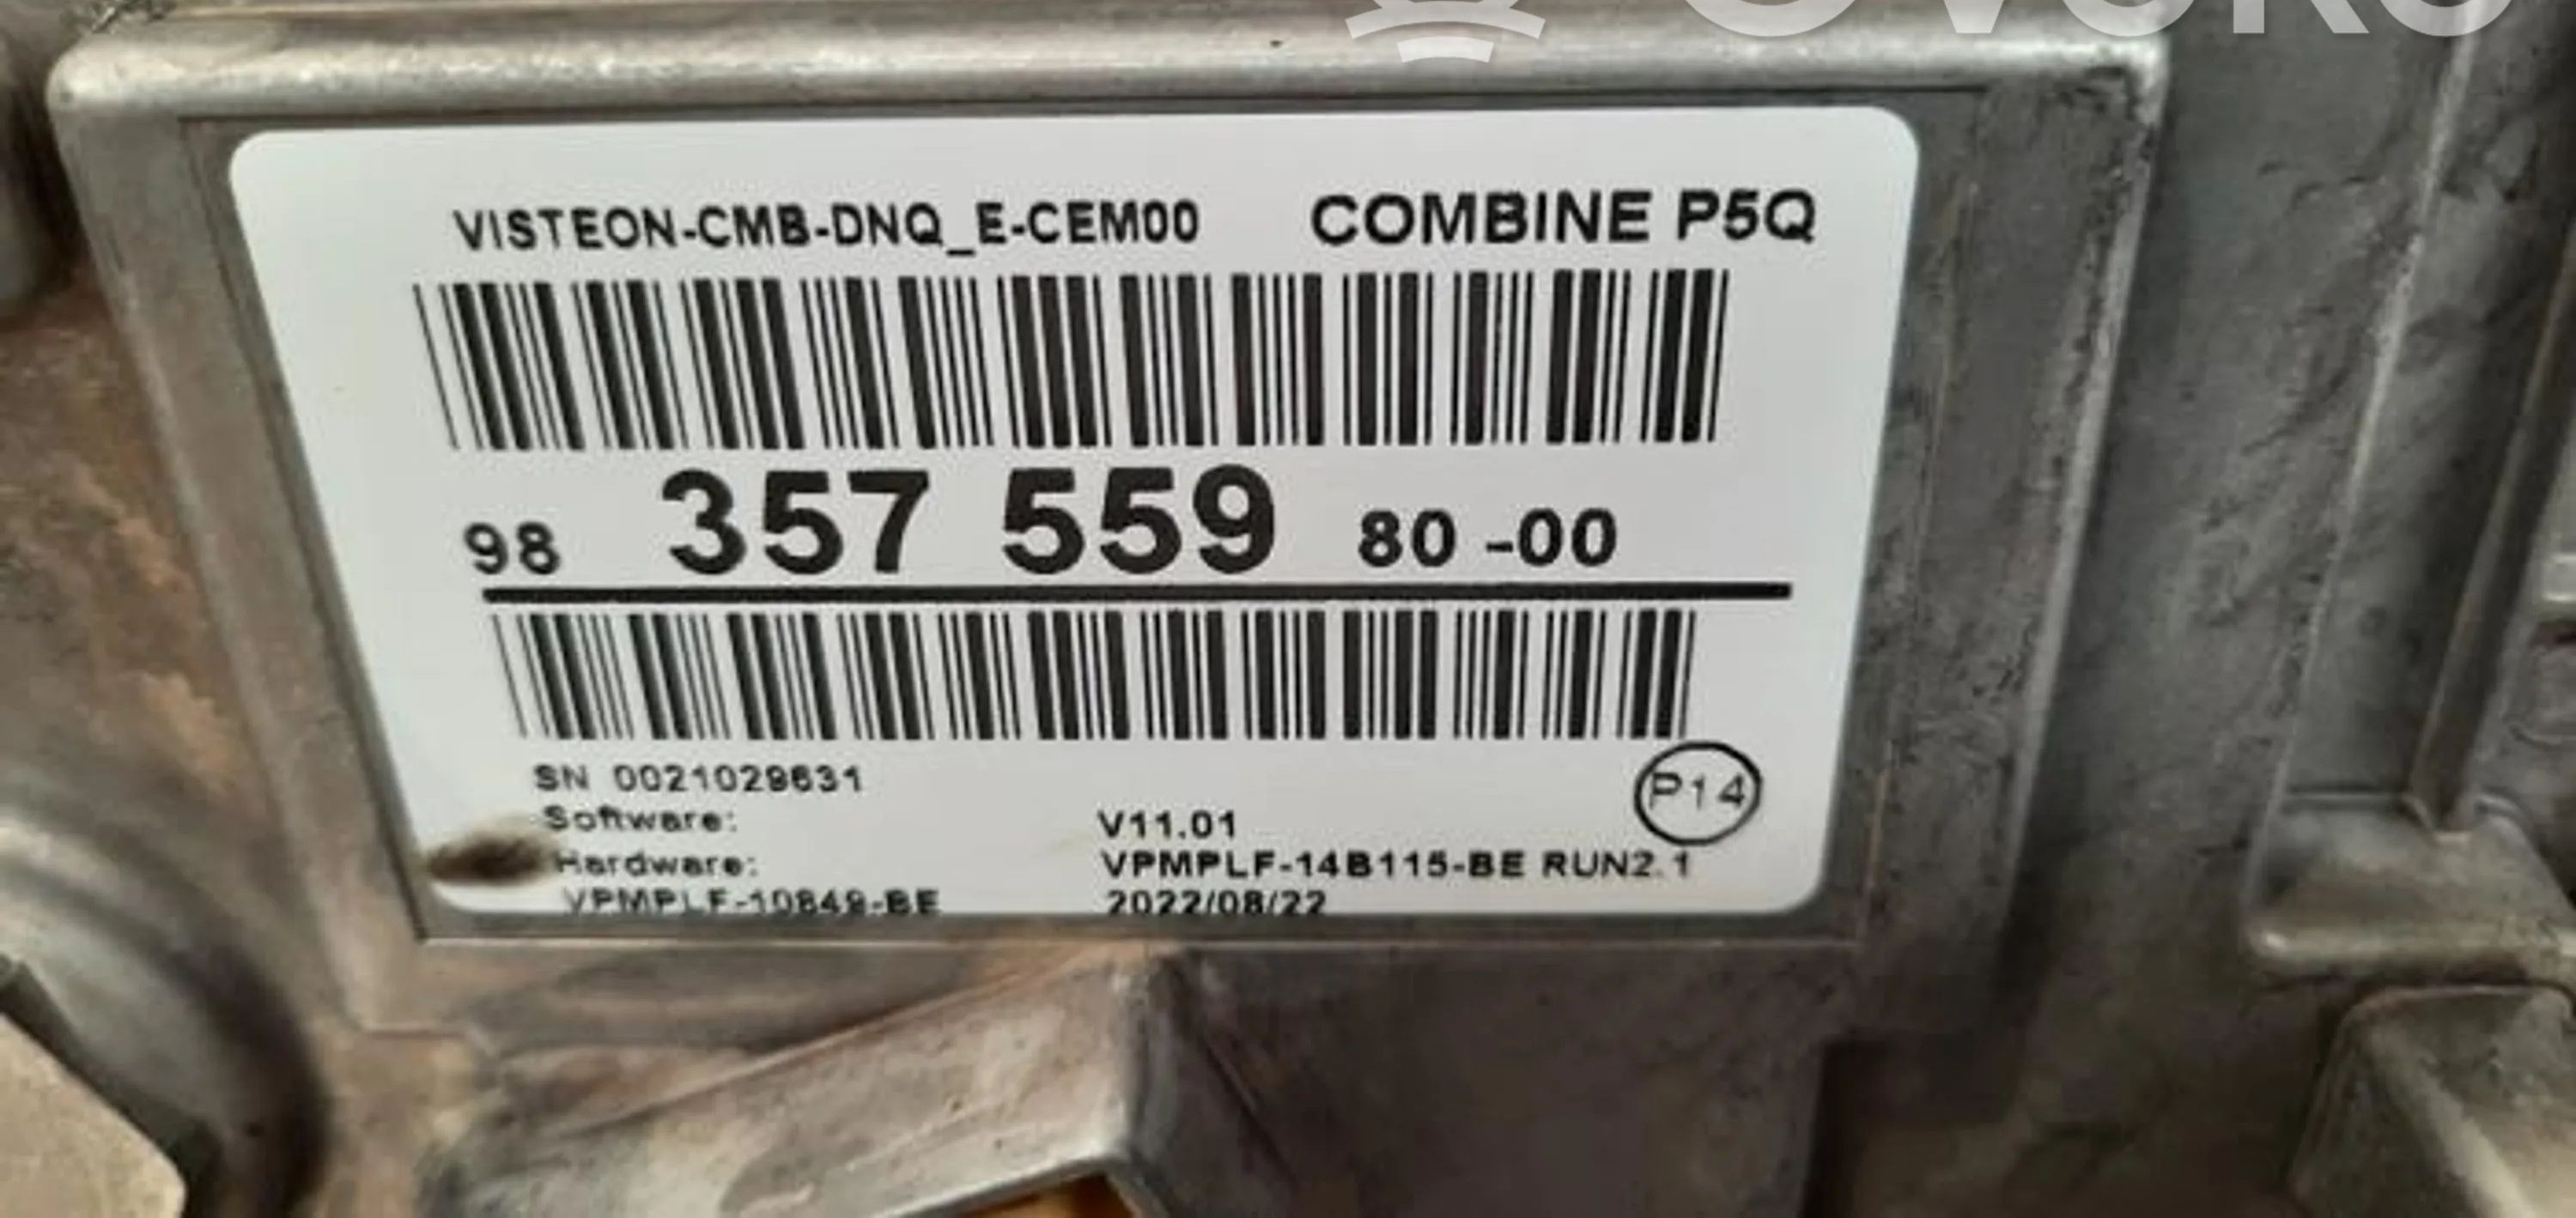 VISTEON-CMB-DNQ_E-CEM00 COMBINE P5Q
98 357 559 80 -00
SN 0021029631
P14
Software: V11.01
Hardware: VPMPLF-14B115-BE RUN2.1
VPMPLF-10849-BE 2022/08/22